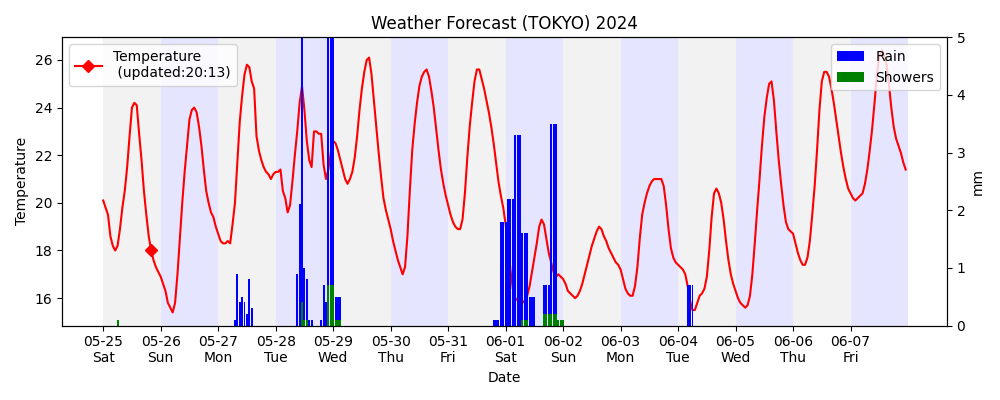 Weather Forecast (TOKYO) 2024
Temperature
(updated:20:13)
Rain
Showers
Temperature
26
24
22
20
18
16
5
4
3
2
1
0
mm
05-25 05-26 05-27 05-28 05-29 05-30 05-31 06-01 06-02 06-03 06-04 06-05 06-06 06-07
Sat Sun Mon Tue Wed Thu Fri Sat Sun Mon Tue Wed Thu Fri
Date